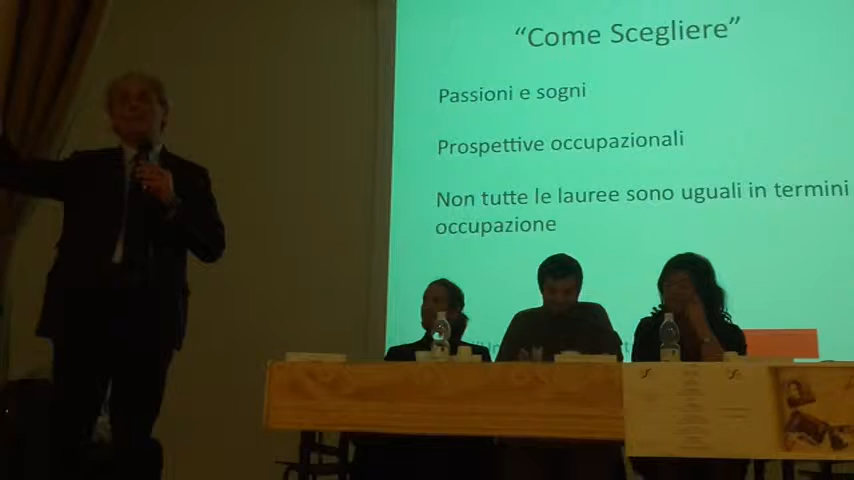 “Come Scegliere”
Passioni e sogni
Prospettive occupazionali
Non tutte le lauree sono uguali in termini
occupazione